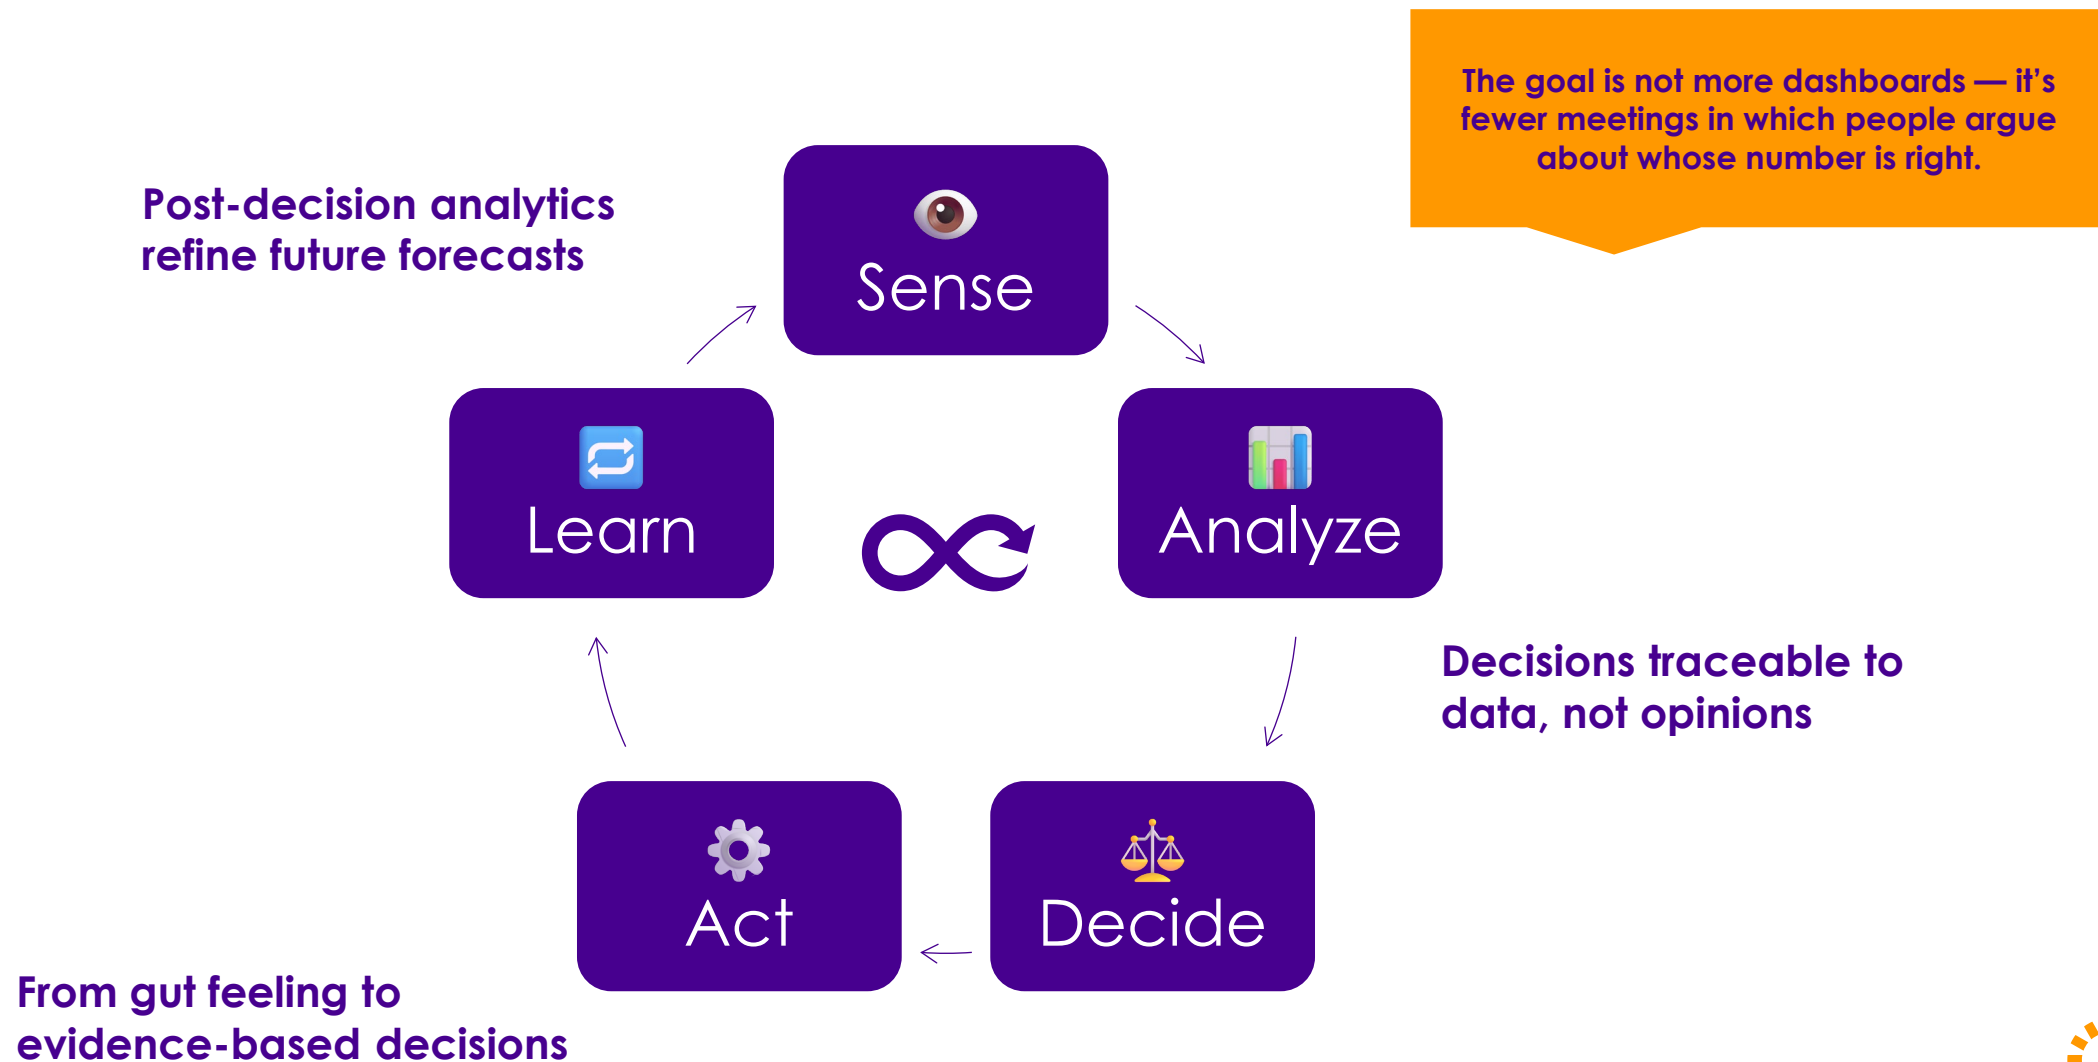 The goal is not more dashboards — it’s
fewer meetings in which people argue
about whose number is right.
Post-decision analytics
refine future forecasts
Sense
Learn
Analyze
Decisions traceable to
data, not opinions
Act
Decide
From gut feeling to
evidence-based decisions